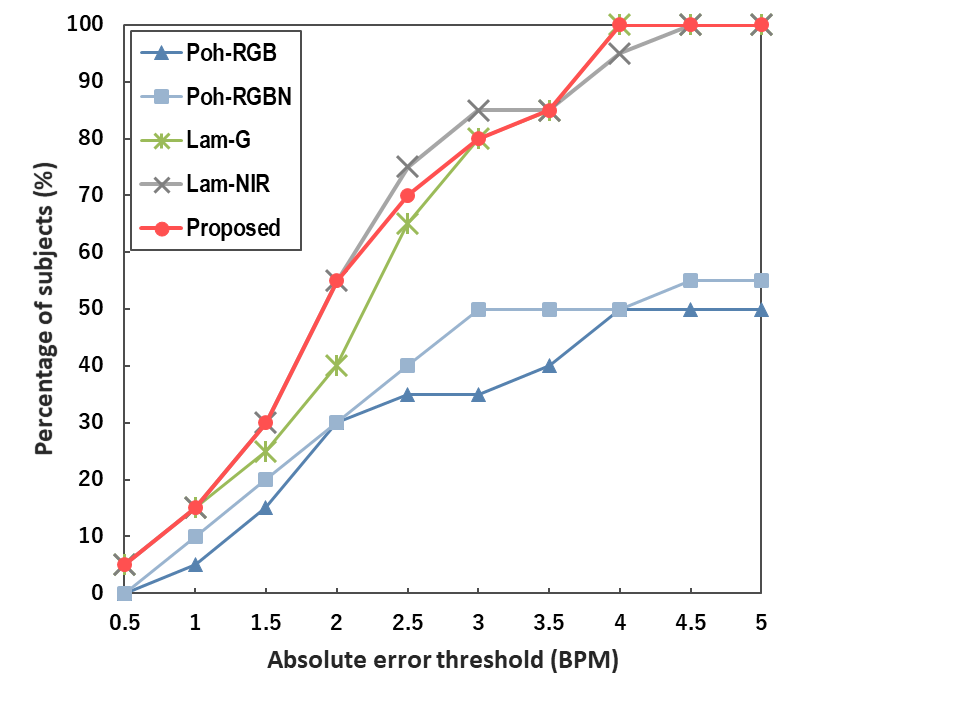 100
90
80
70
60
50
40
30
20
10
0
Percentage of subjects (%)
Poh-RGB
Poh-RGBN
Lam-G
Lam-NIR
Proposed
0.5 1 1.5 2 2.5 3 3.5 4 4.5 5
Absolute error threshold (BPM)